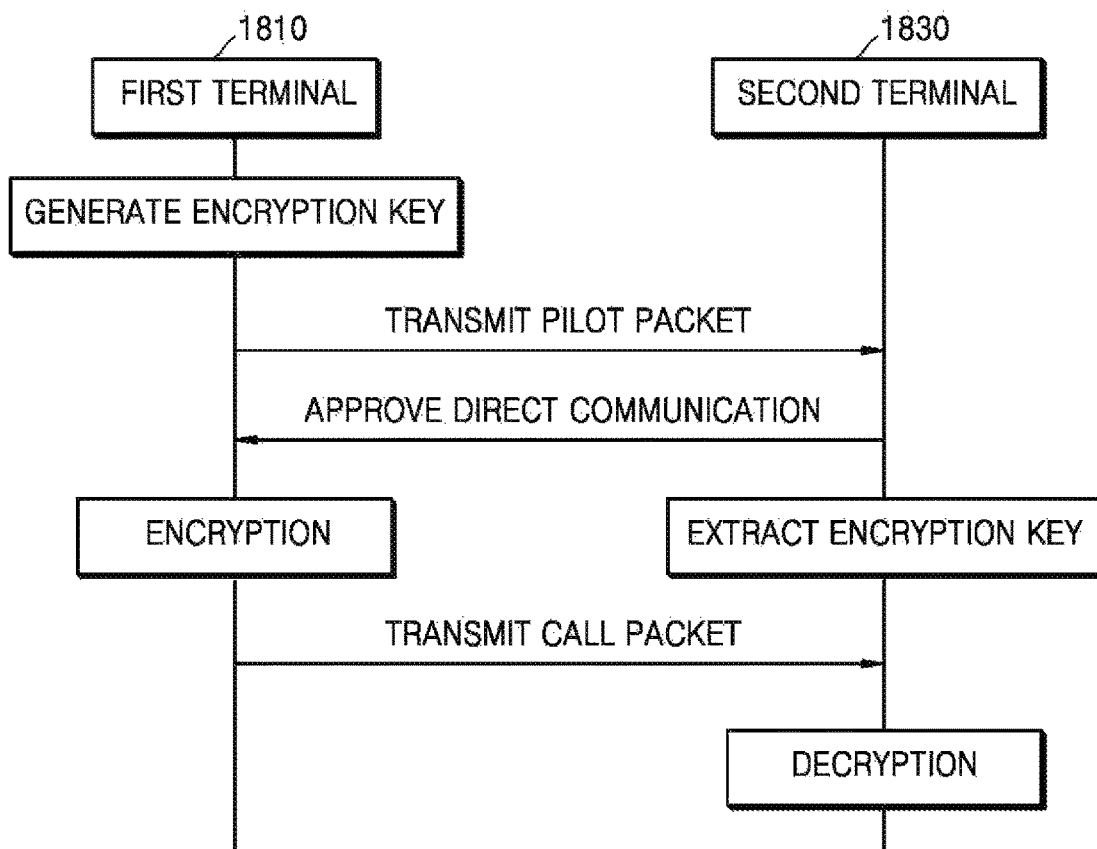 1810
1830
FIRST TERMINAL
SECOND TERMINAL
GENERATE ENCRYPTION KEY
TRANSMIT PILOT PACKET
APPROVE DIRECT COMMUNICATION
ENCRYPTION
EXTRACT ENCRYPTION KEY
TRANSMIT CALL PACKET
DECRYPTION